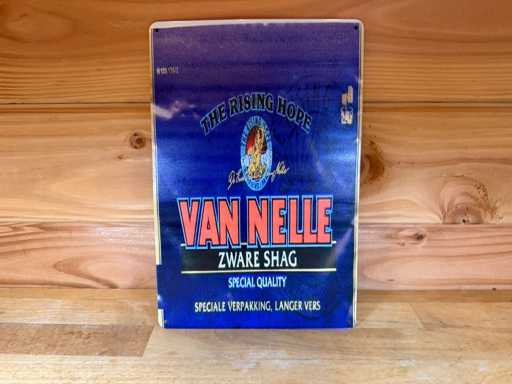 THE RISING HOPE
VAN NELLE
ZWARE SHAG
SPECIAL QUALITY
SPECIALE VERPAKKING, LANGER VERS